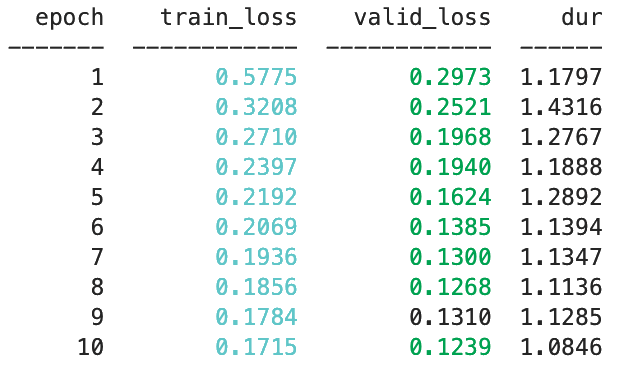 epoch train_loss valid_loss dur
------- ------------ ------------ ------
1 0.5775 0.2973 1.1797
2 0.3208 0.2521 1.4316
3 0.2710 0.1968 1.2767
4 0.2397 0.1940 1.1888
5 0.2192 0.1624 1.2892
6 0.2069 0.1385 1.1394
7 0.1936 0.1300 1.1347
8 0.1856 0.1268 1.1136
9 0.1784 0.1310 1.1285
10 0.1715 0.1239 1.0846